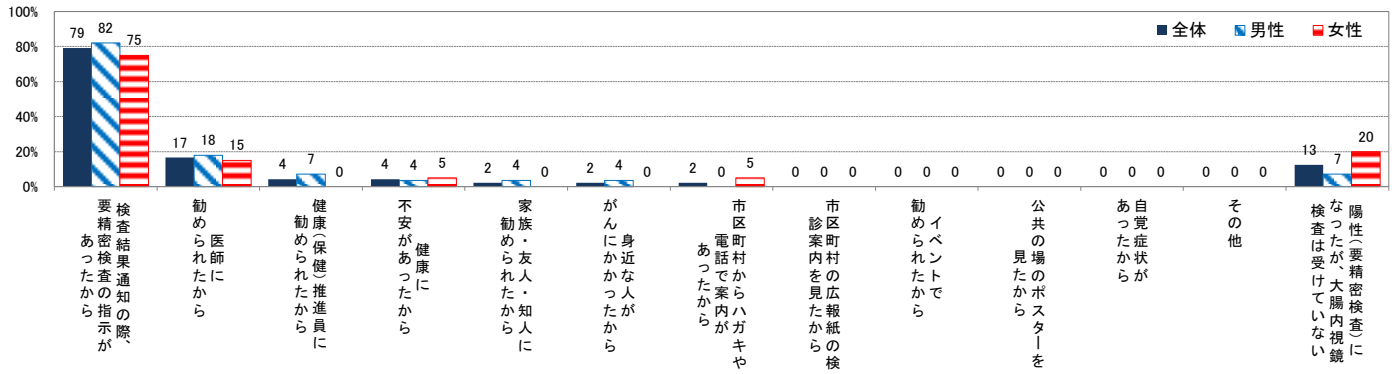 100%
80%
60%
40%
20%
0%
全体 男性 女性
79 82 75
17 18 15
4 7 0
4 4 5
2 4 0
2 4 0
2 0 5
0 0 0
0 0 0
0 0 0
0 0 0
0 0 0
13 7 20
検査結果通知の際、
要精密検査の指示が
あったから
医師に
勧められたから
健康(保健)推進員に
勧められたから
健康に
不安があったから
家族・友人・知人に
勧められたから
身近な人が
がんにかかったから
市区町村からハガキや
電話で案内が
あったから
市区町村の広報紙の検
診案内を見たから
イベントで
勧められたから
公共の場のポスターを
見たから
自覚症状が
あったから
その他
陽性(要精密検査)に
なったが、大腸内視鏡
検査は受けていない